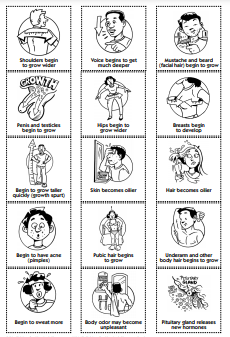 Shoulders begin
to grow wider
Voice begins to get
much deeper
Mustache and beard
(facial hair) begin to grow
GROWTH
Penis and testicles
begin to grow
Hips begin to
grow wider
Breasts begin
to develop
Begin to grow taller
quickly (growth spurt)
Skin becomes oilier
Hair becomes oilier
Begin to have acne
(pimples)
Pubic hair begins
to grow
Underarm and other
body hair begins to grow
Begin to sweat more
Body odor may become
unpleasant
PITUITARY
GLAND
Pituitary gland releases
new hormones